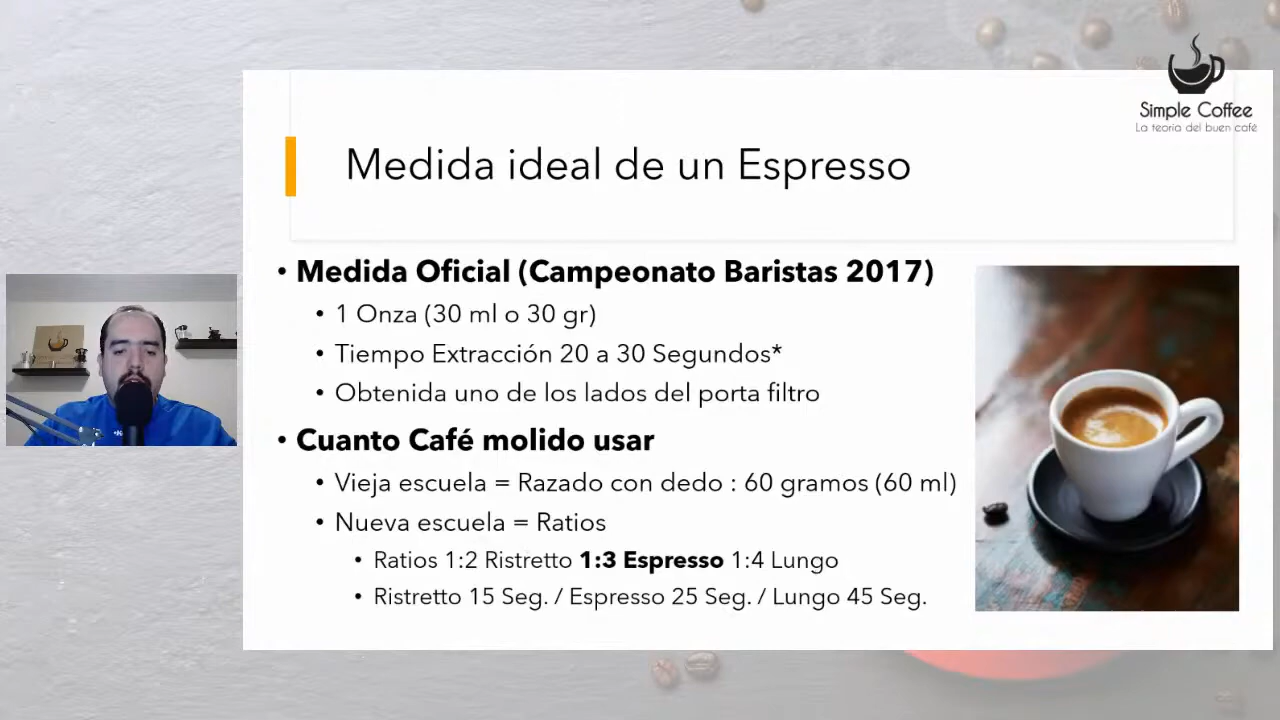 Simple Coffee
La teoría del buen café
Medida ideal de un Espresso
• Medida Oficial (Campeonato Baristas 2017)
• 1 Onza (30 ml o 30 gr)
• Tiempo Extracción 20 a 30 Segundos*
• Obtenida uno de los lados del porta filtro
• Cuanto Café molido usar
• Vieja escuela = Razado con dedo : 60 gramos (60 ml)
• Nueva escuela = Ratios
• Ratios 1:2 Ristretto 1:3 Espresso 1:4 Lungo
• Ristretto 15 Seg. / Espresso 25 Seg. / Lungo 45 Seg.